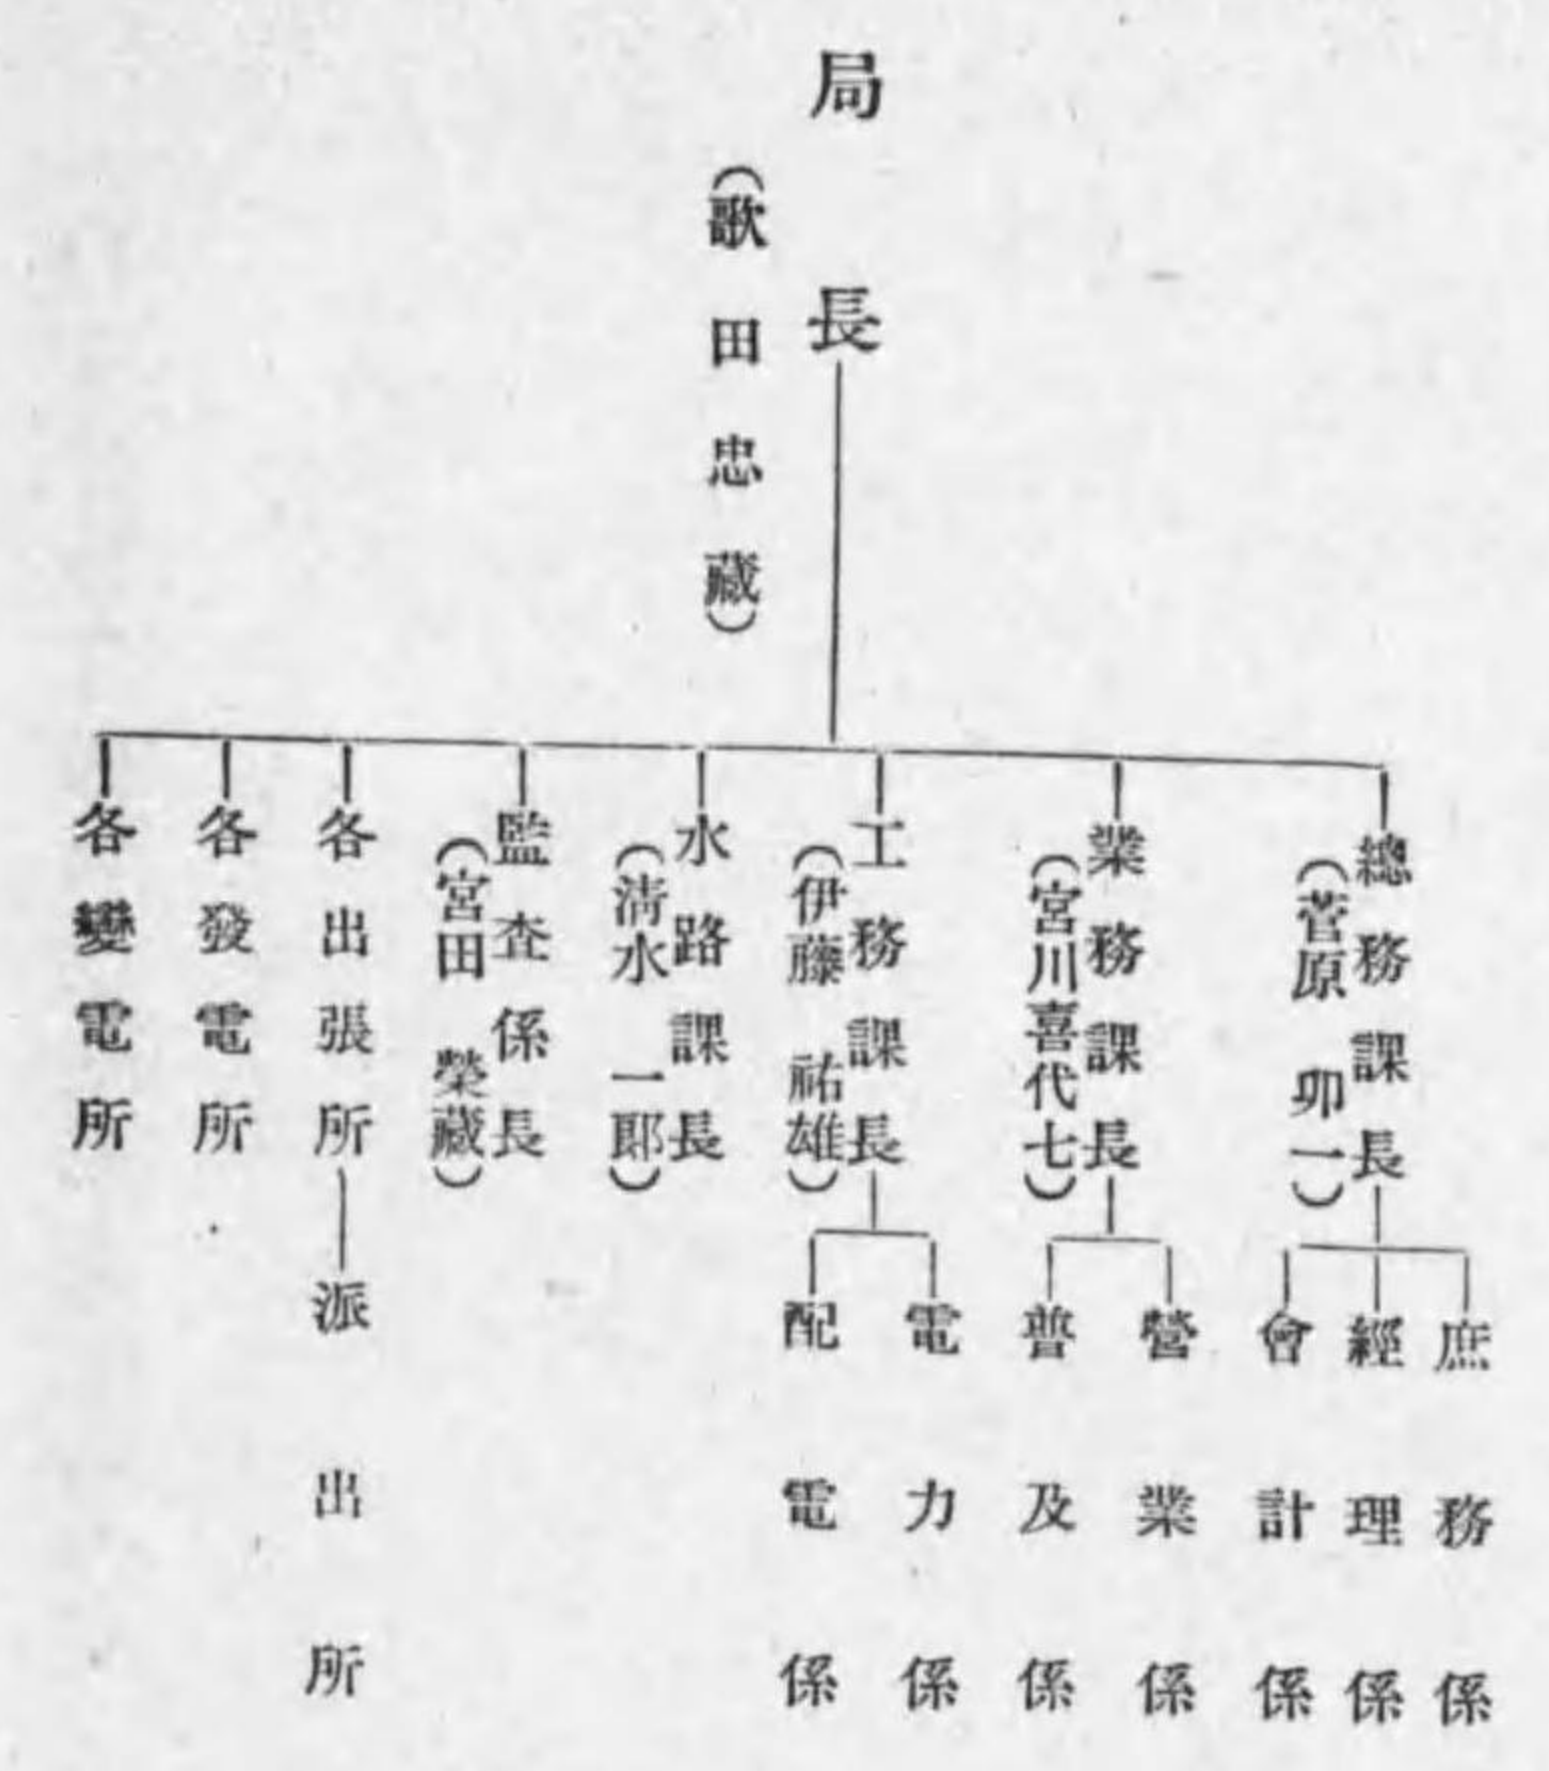 局長
(歌田忠藏)
總務課長
(菅原卯一)
庶務係
經理係
會計係
業務課長
(宮川喜代七)
營業係
普及係
工務課長
(伊藤祐雄)
電力係
配電係
水路課長
(淸水一郞)
監査係長
(宮田榮藏)
各出張所
派出所
各發電所
各變電所